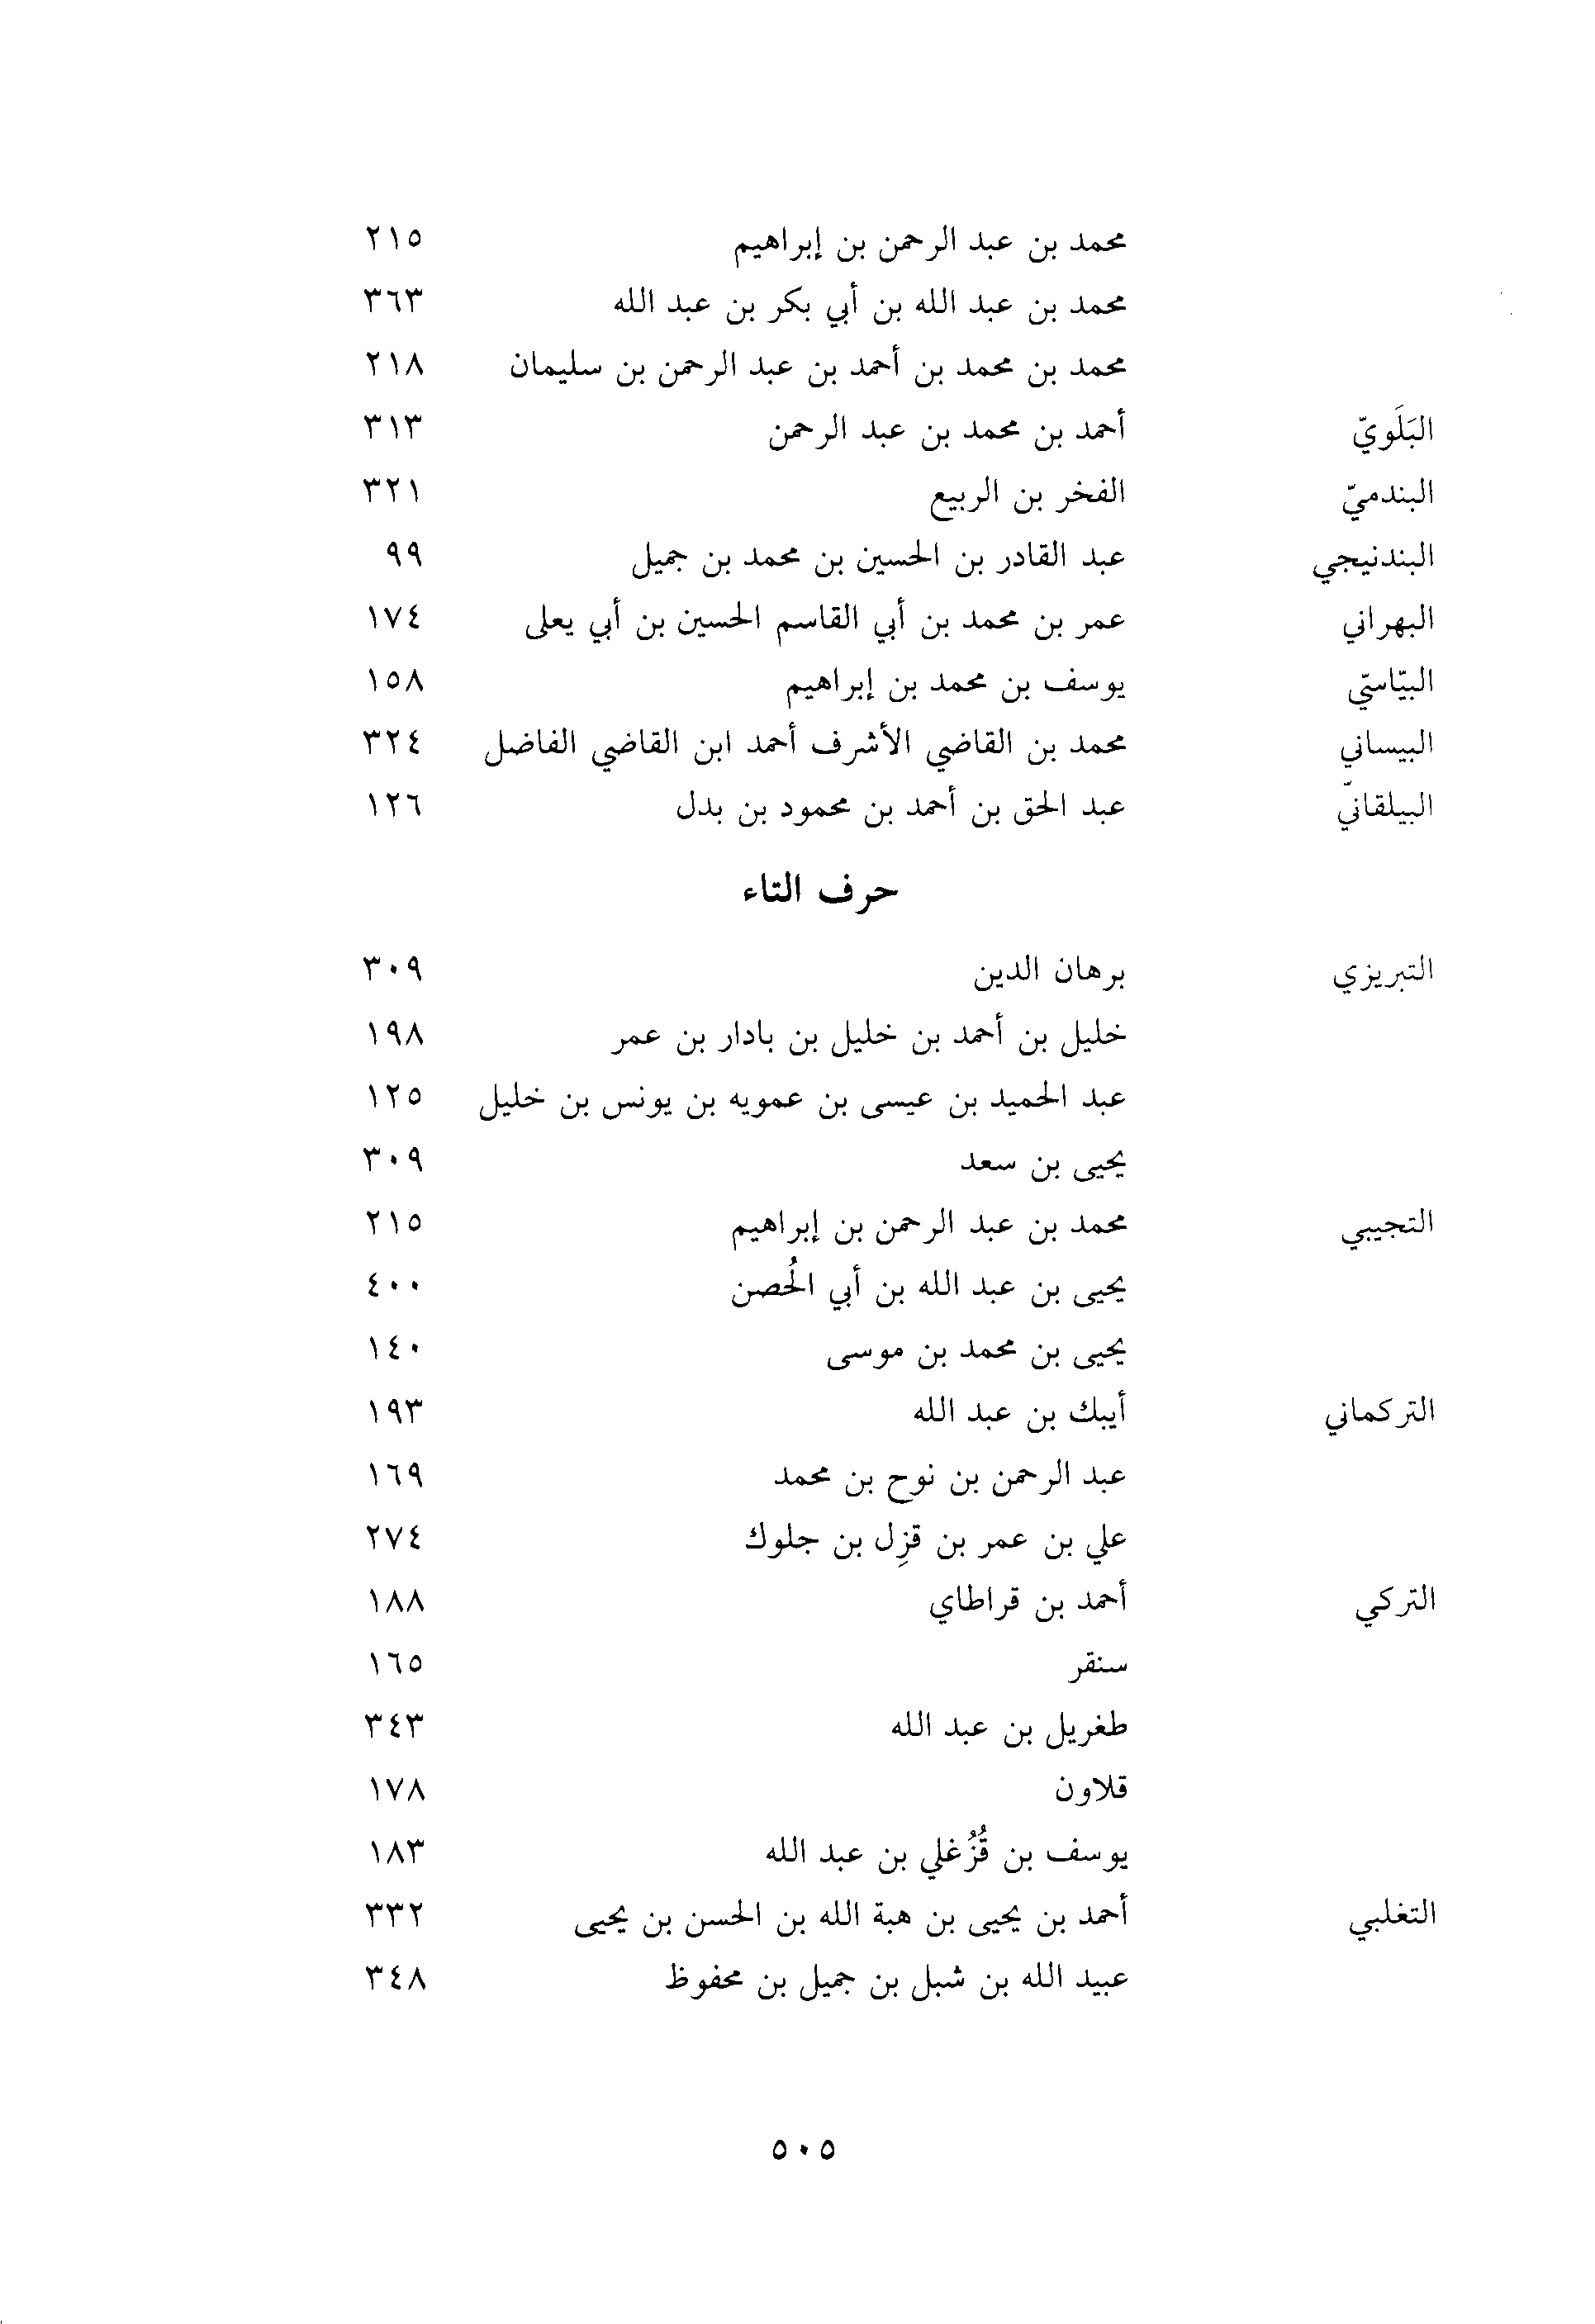 محمد بن عبد الرحمن بن إبراهيم ٢١٥
محمد بن عبد الله بن أبي بكر بن عبد الله ٣٦٣
محمد بن محمد بن أحمد بن عبد الرحمن بن سليمان ٢١٨
البَلَويّ أحمد بن محمد بن عبد الرحمن ٣١٣
البندميّ الفخر بن الربيع ٣٢١
البندنيجي عبد القادر بن الحسين بن محمد بن جميل ٩٩
البهراني عمر بن محمد بن أبي القاسم الحسين بن أبي يعلى ١٧٤
البيّاسيّ يوسف بن محمد بن إبراهيم ١٥٨
البيساني محمد بن القاضي الأشرف أحمد ابن القاضي الفاضل ٣٢٤
البيلقانيّ عبد الحق بن أحمد بن محمود بن بدل ١٢٦
حرف التاء
التبريزي برهان الدين ٣٠٩
خليل بن أحمد بن خليل بن بادار بن عمر ١٩٨
عبد الحميد بن عيسى بن عمويه بن يونس بن خليل ١٢٥
يحيى بن سعد ٣٠٩
التجيبي محمد بن عبد الرحمن بن إبراهيم ٢١٥
يحيى بن عبد الله بن أبي الحُصن ٤٠٠
يحيى بن محمد بن موسى ١٤٠
التركماني أيبك بن عبد الله ١٩٣
عبد الرحمن بن نوح بن محمد ١٦٩
علي بن عمر بن قزِل بن جلوك ٢٧٤
التركي أحمد بن قراطاي ١٨٨
سنقر ١٦٥
طغريل بن عبد الله ٣٤٣
قلاون ١٧٨
يوسف بن قُزُغلي بن عبد الله ١٨٣
التغلبي أحمد بن يحيى بن هبة الله بن الحسن بن يحيى ٣٣٢
عبيد الله بن شبل بن جميل بن محفوظ ٣٤٨
٥٠٥